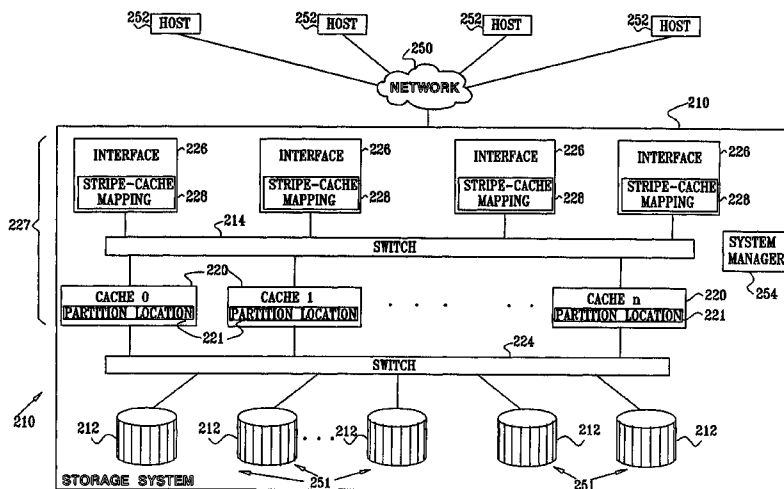 252 HOST 252 HOST 252 HOST 252 HOST
250
NETWORK
210
INTERFACE 226 INTERFACE 226 INTERFACE 226 INTERFACE 226
STRIPE-CACHE MAPPING 228 STRIPE-CACHE MAPPING 228 STRIPE-CACHE MAPPING 228 STRIPE-CACHE MAPPING 228
227
214
SWITCH
SYSTEM MANAGER
254
220 220
CACHE 0 CACHE 1 . . . . . CACHE n 220
PARTITION LOCATION PARTITION LOCATION PARTITION LOCATION 221
221
224
SWITCH
210
212 212 . . . 212 212 212
251 251
STORAGE SYSTEM